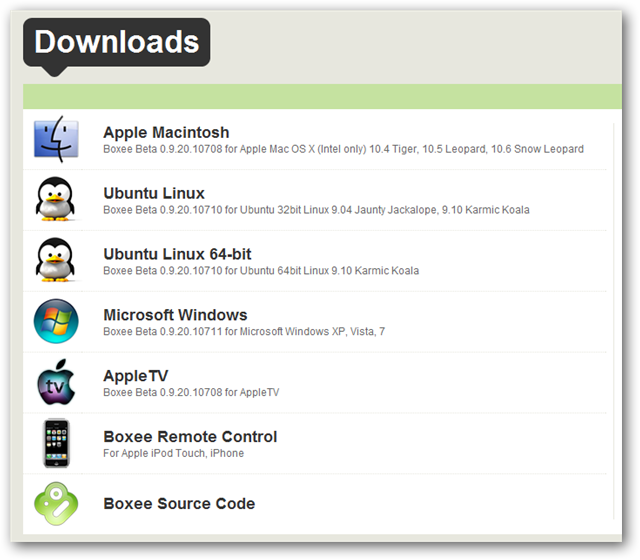 Downloads
Apple Macintosh
Boxee Beta 0.9.20.10708 for Apple Mac OS X (Intel only) 10.4 Tiger, 10.5 Leopard, 10.6 Snow Leopard
Ubuntu Linux
Boxee Beta 0.9.20.10710 for Ubuntu 32bit Linux 9.04 Jaunty Jackalope, 9.10 Karmic Koala
Ubuntu Linux 64-bit
Boxee Beta 0.9.20.10710 for Ubuntu 64bit Linux 9.10 Karmic Koala
Microsoft Windows
Boxee Beta 0.9.20.10711 for Microsoft Windows XP, Vista, 7
tv
AppleTV
Boxee Beta 0.9.20.10708 for AppleTV
Boxee Remote Control
For Apple iPod Touch, iPhone
Boxee Source Code